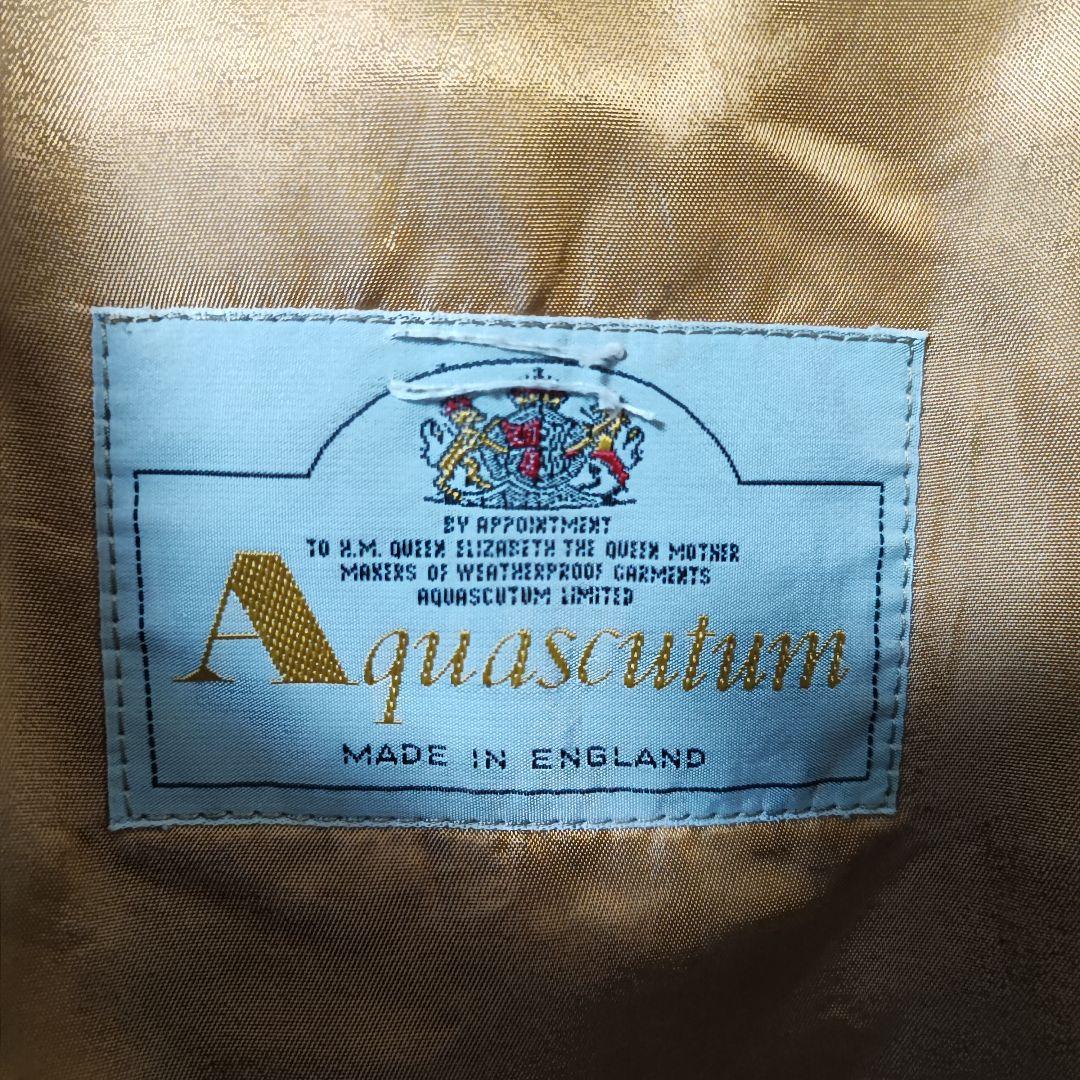 BY APPOINTMENT
TO H.M. QUEEN ELIZABETH THE QUEEN MOTHER
MAKERS OF WEATHERPROOF GARMENTS
AQUASCUTUM LIMITED
Aquascutum
MADE IN ENGLAND